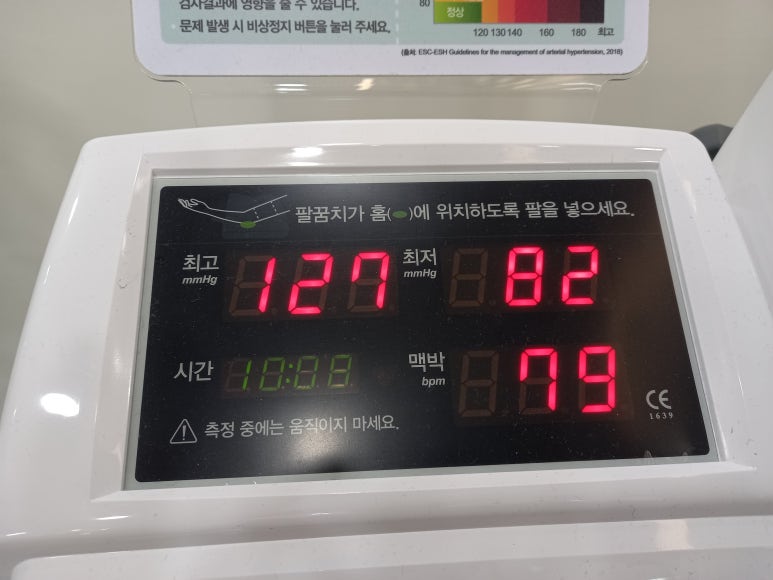 검사결과에 영향을 줄 수 있습니다.
문제 발생 시 비상정지 버튼을 눌러 주세요.
80
정상
120 130 140 160 180 최고
(출처: ESC-ESH Guidelines for the management of arterial hypertension, 2018)
팔꿈치가 홈( )에 위치하도록 팔을 넣으세요.
최고 mmHg 127 최저 mmHg 82
시간 10:08 맥박 bpm 79
CE 1639
측정 중에는 움직이지 마세요.